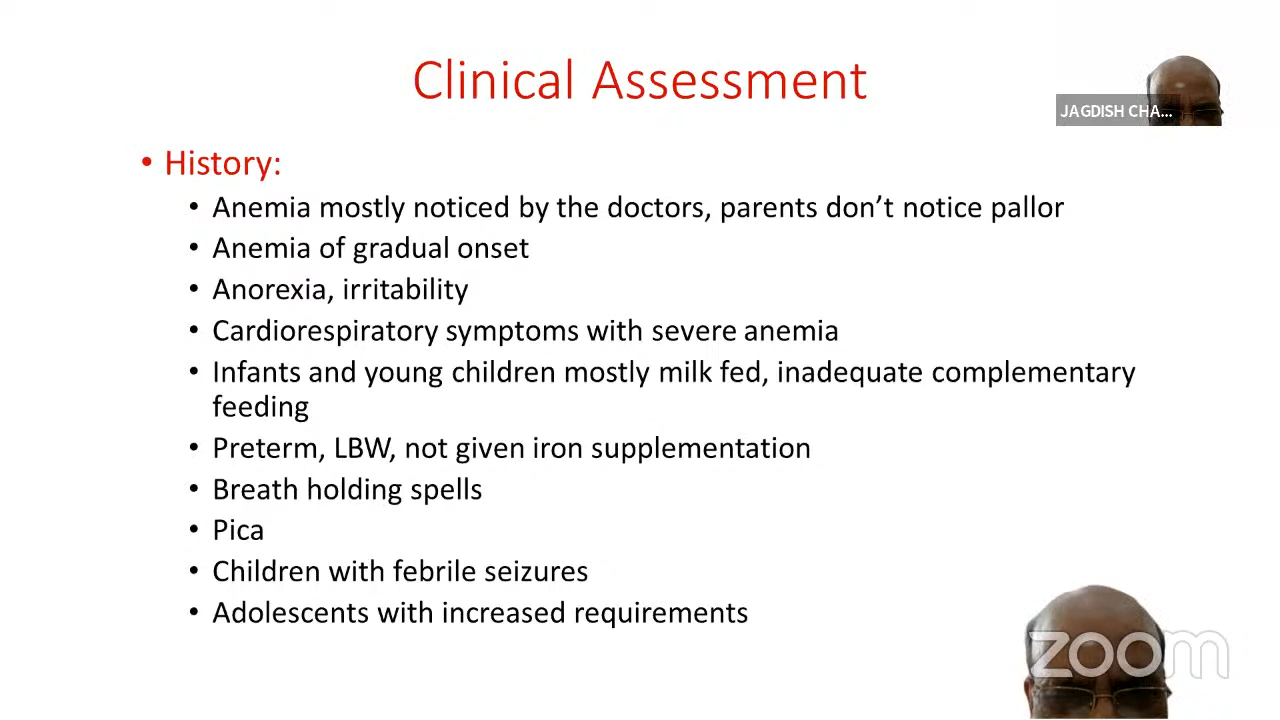 Clinical Assessment
JAGDISH CHA...
• History:
• Anemia mostly noticed by the doctors, parents don't notice pallor
• Anemia of gradual onset
• Anorexia, irritability
• Cardiorespiratory symptoms with severe anemia
• Infants and young children mostly milk fed, inadequate complementary
feeding
• Preterm, LBW, not given iron supplementation
• Breath holding spells
• Pica
• Children with febrile seizures
• Adolescents with increased requirements
zoom